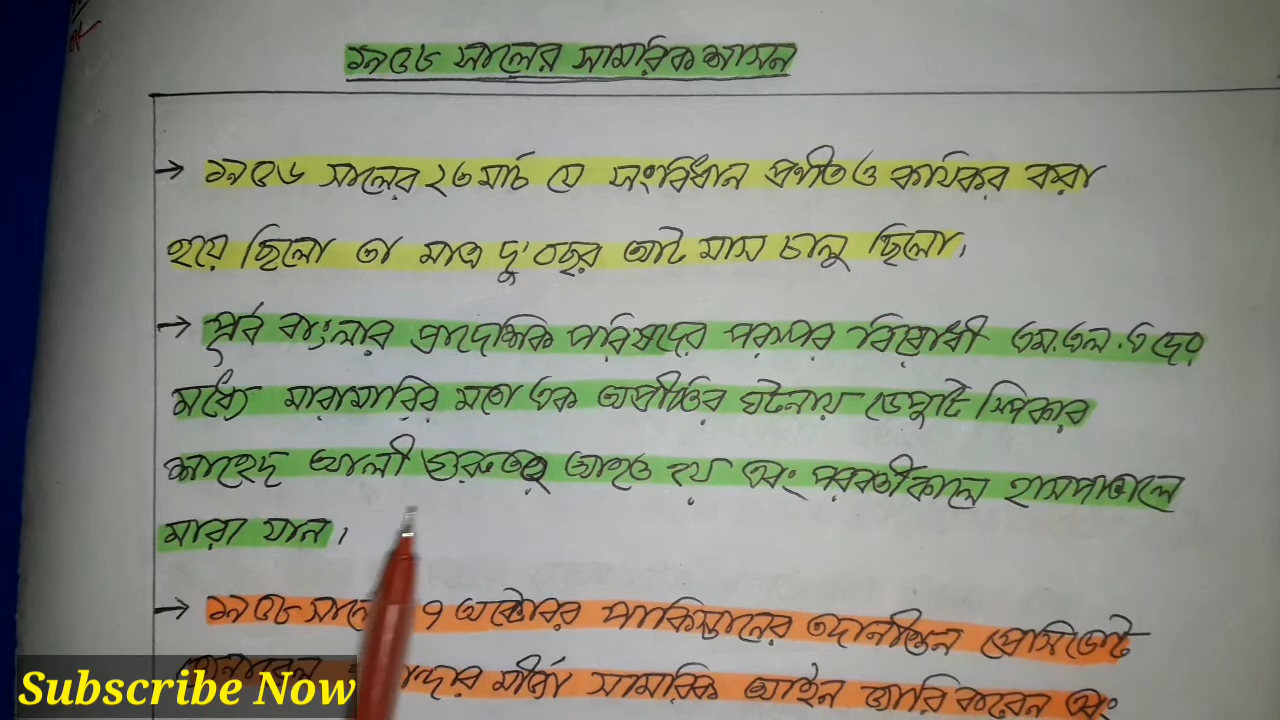 ১৯৫৮ সালের সামরিক শাসন
→ ১৯৫৬ সালের ২৩ মার্চ যে সংবিধান প্রণীত ও কার্যকর করা
হয়ে ছিলো তা মাত্র দু'বছর আট মাস চালু ছিলো।
→ পূর্ব বাংলার প্রাদেশিক পরিষদের পরস্পর বিরোধী এম.এল.এ দের
মধ্যে মারামারির মতো এক অপ্রীতির ঘটনায় ডেপুটি স্পিকার
শাহেদ আলী গুরুতর আহত হয় এবং পরবর্তীকালে হাসপাতালে
মারা যান।
→ ১৯৫৮ সালে ৭ অক্টোবর পাকিস্তানের তদানীন্তন প্রেসিডেন্ট
মীর্জা সামরিক আইন জারি করেন এবং
Subscribe Now